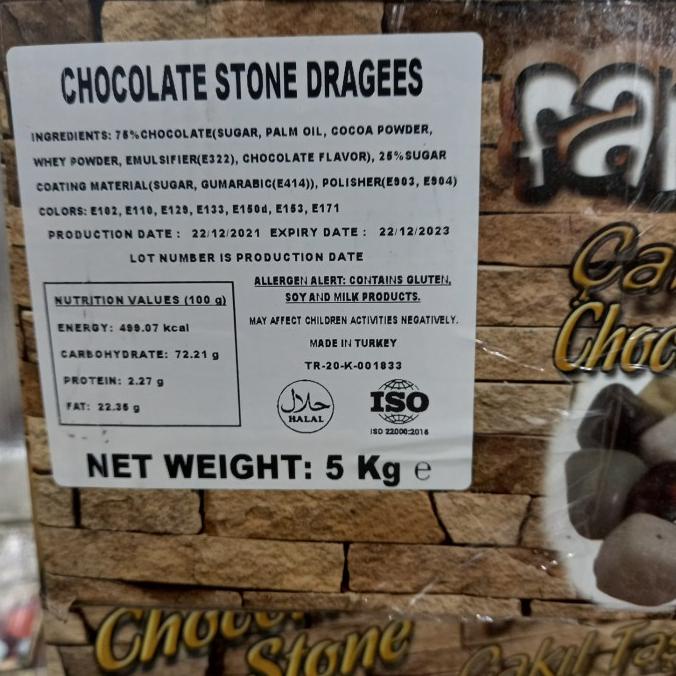 CHOCOLATE STONE DRAGEES
INGREDIENTS: 75%CHOCOLATE(SUGAR, PALM OIL, COCOA POWDER,
WHEY POWDER, EMULSIFIER(E322), CHOCOLATE FLAVOR), 25%SUGAR
COATING MATERIAL(SUGAR, GUMARABIC(E414)), POLISHER(E903, E904)
COLORS: E102, E110, E129, E133, E150d, E153, E171
PRODUCTION DATE : 22/12/2021 EXPIRY DATE : 22/12/2023
LOT NUMBER IS PRODUCTION DATE
NUTRITION VALUES (100 g)
ENERGY: 499.07 kcal
CARBOHYDRATE: 72.21 g
PROTEIN: 2.27 g
FAT: 22.35 g
ALLERGEN ALERT: CONTAINS GLUTEN,
SOY AND MILK PRODUCTS.
MAY AFFECT CHILDREN ACTIVITIES NEGATIVELY.
MADE IN TURKEY
TR-20-K-001833
حلال
HALAL
ISO
ISO 22000:2018
NET WEIGHT: 5 Kg e
Stone
Çakıl